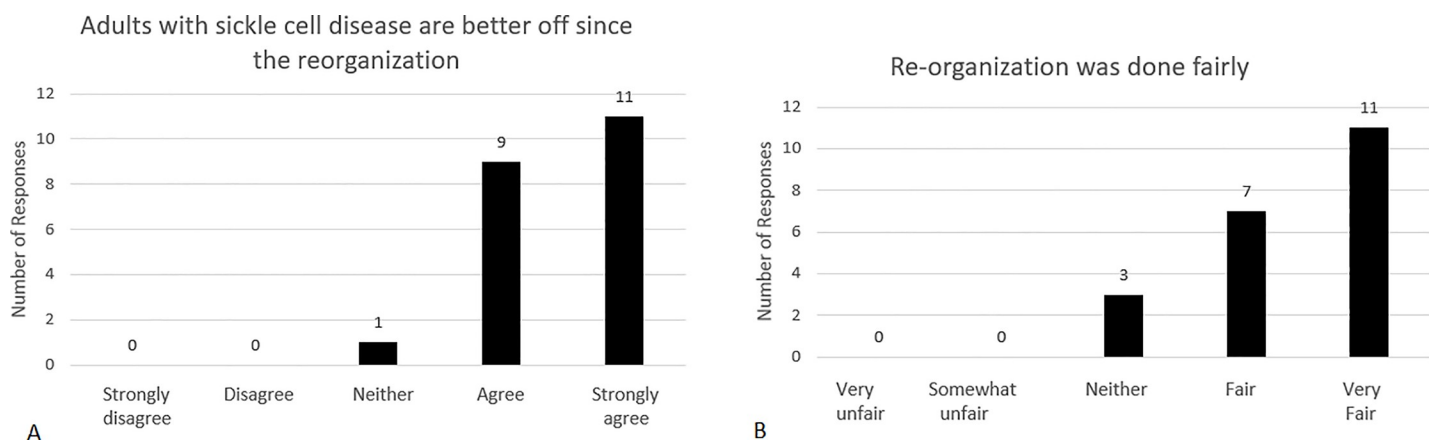 Adults with sickle cell disease are better off since
the reorganization
Number of Responses
12
10
8
6
4
2
0
0
0
1
9
11
Strongly
disagree
Disagree
Neither
Agree
Strongly
agree
A
Re-organization was done fairly
Number of Responses
12
10
8
6
4
2
0
0
0
3
7
11
Very
unfair
Somewhat
unfair
Neither
Fair
Very
Fair
B